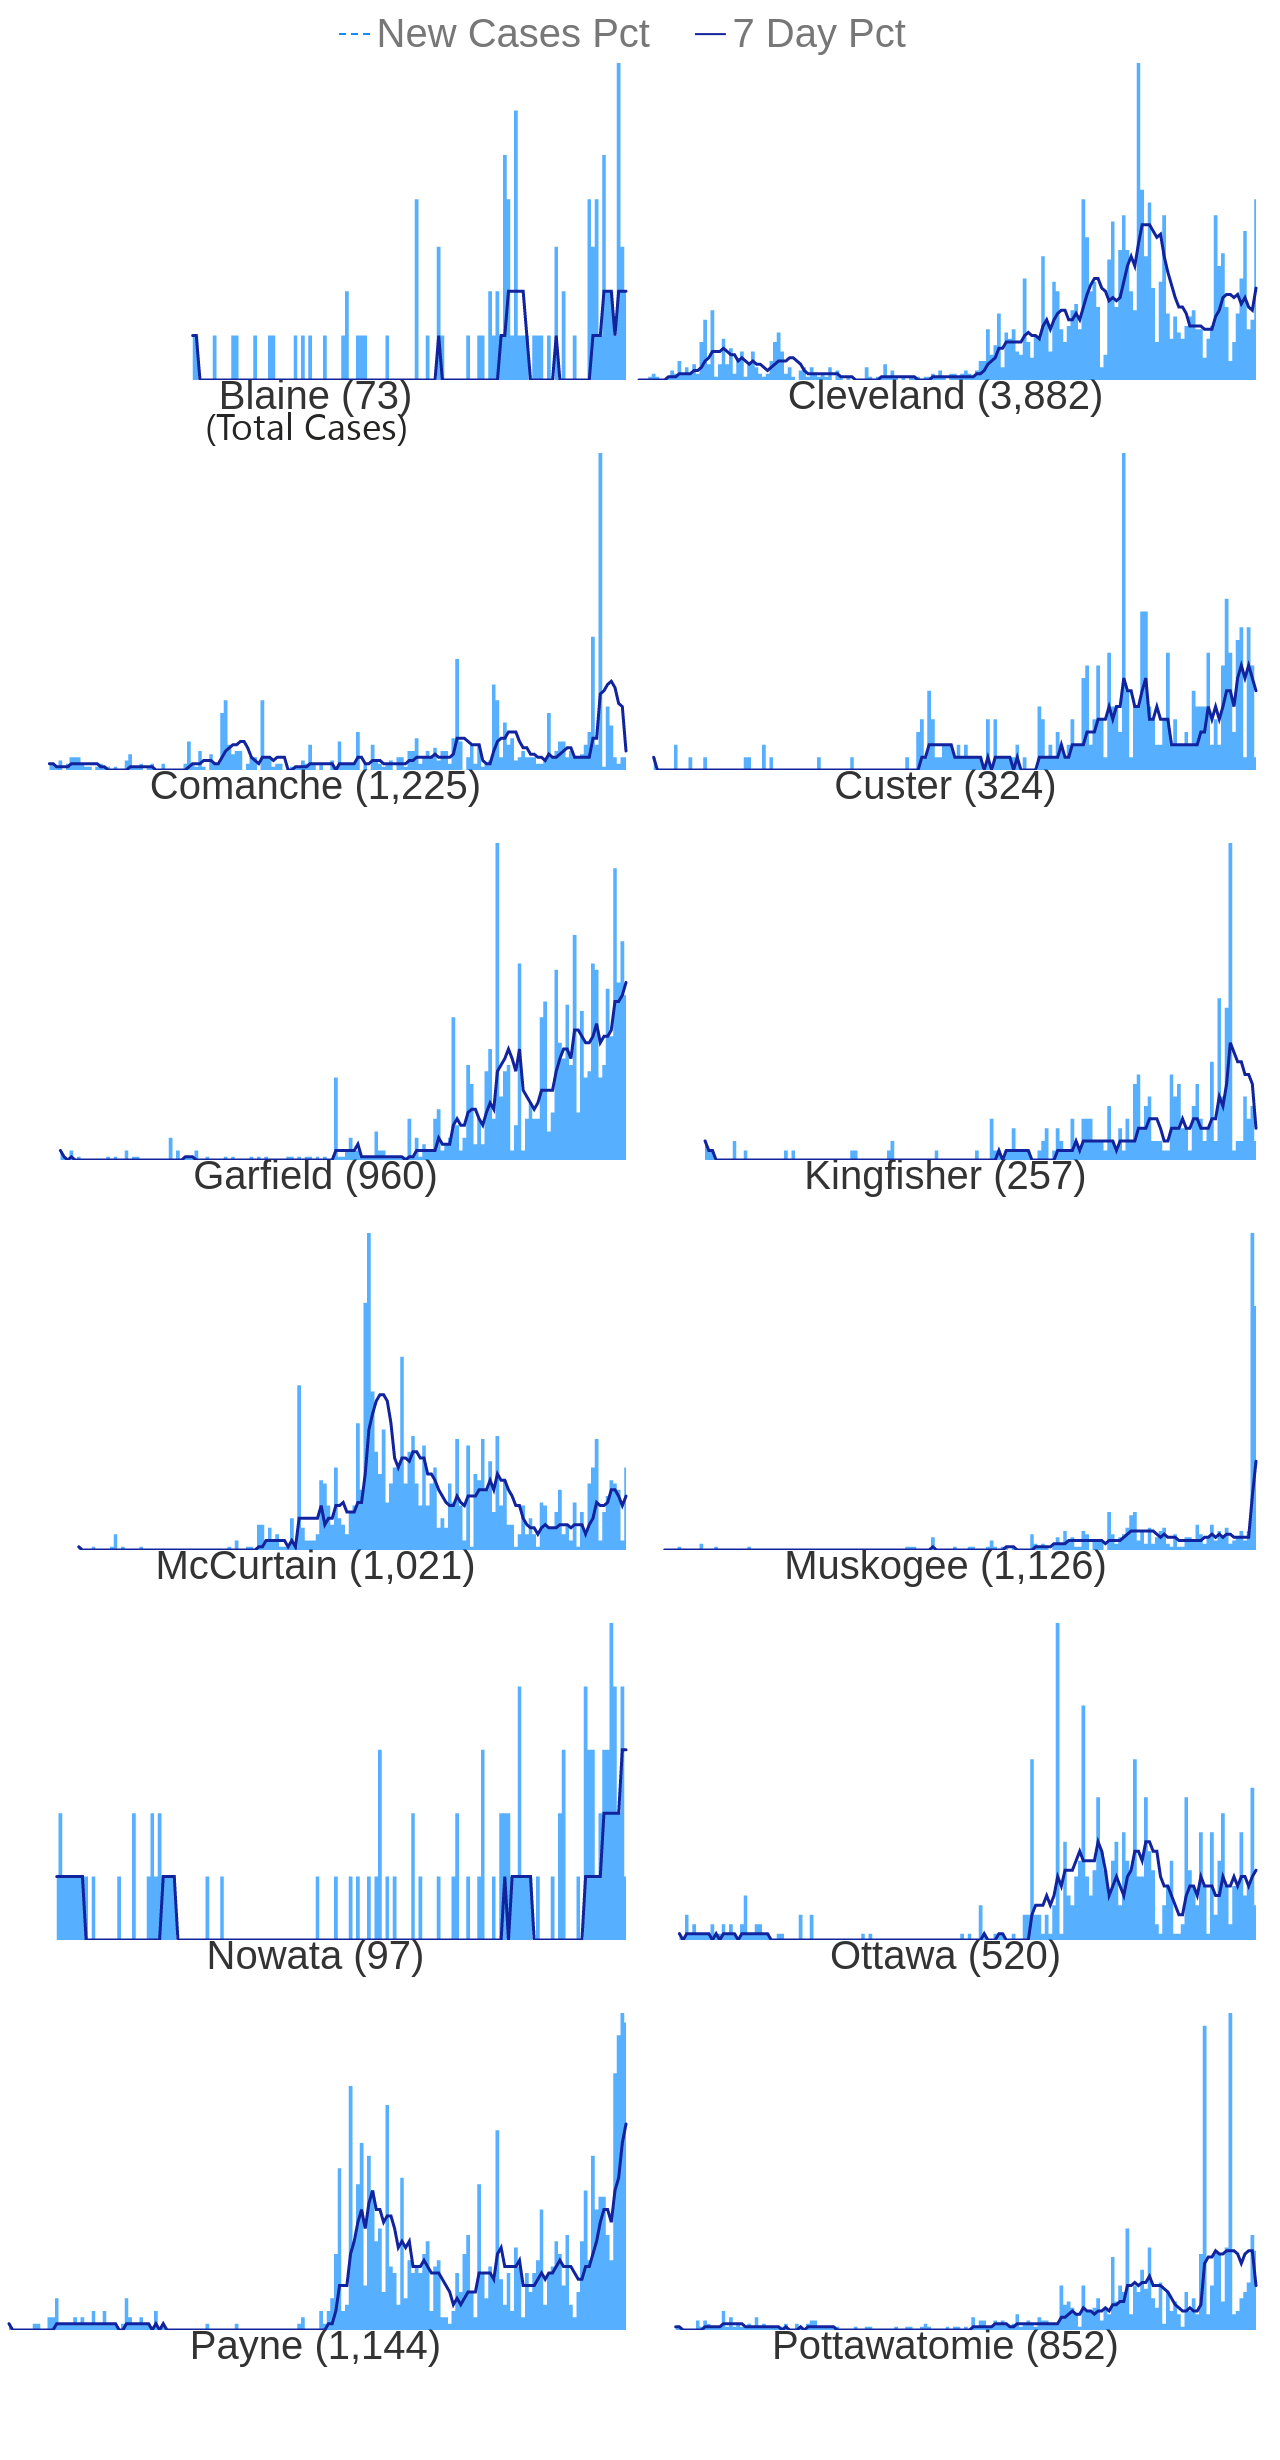 New Cases Pct 7 Day Pct
Blaine (73) Cleveland (3,882)
(Total Cases)
Comanche (1,225) Custer (324)
Garfield (960) Kingfisher (257)
McCurtain (1,021) Muskogee (1,126)
Nowata (97) Ottawa (520)
Payne (1,144) Pottawatomie (852)